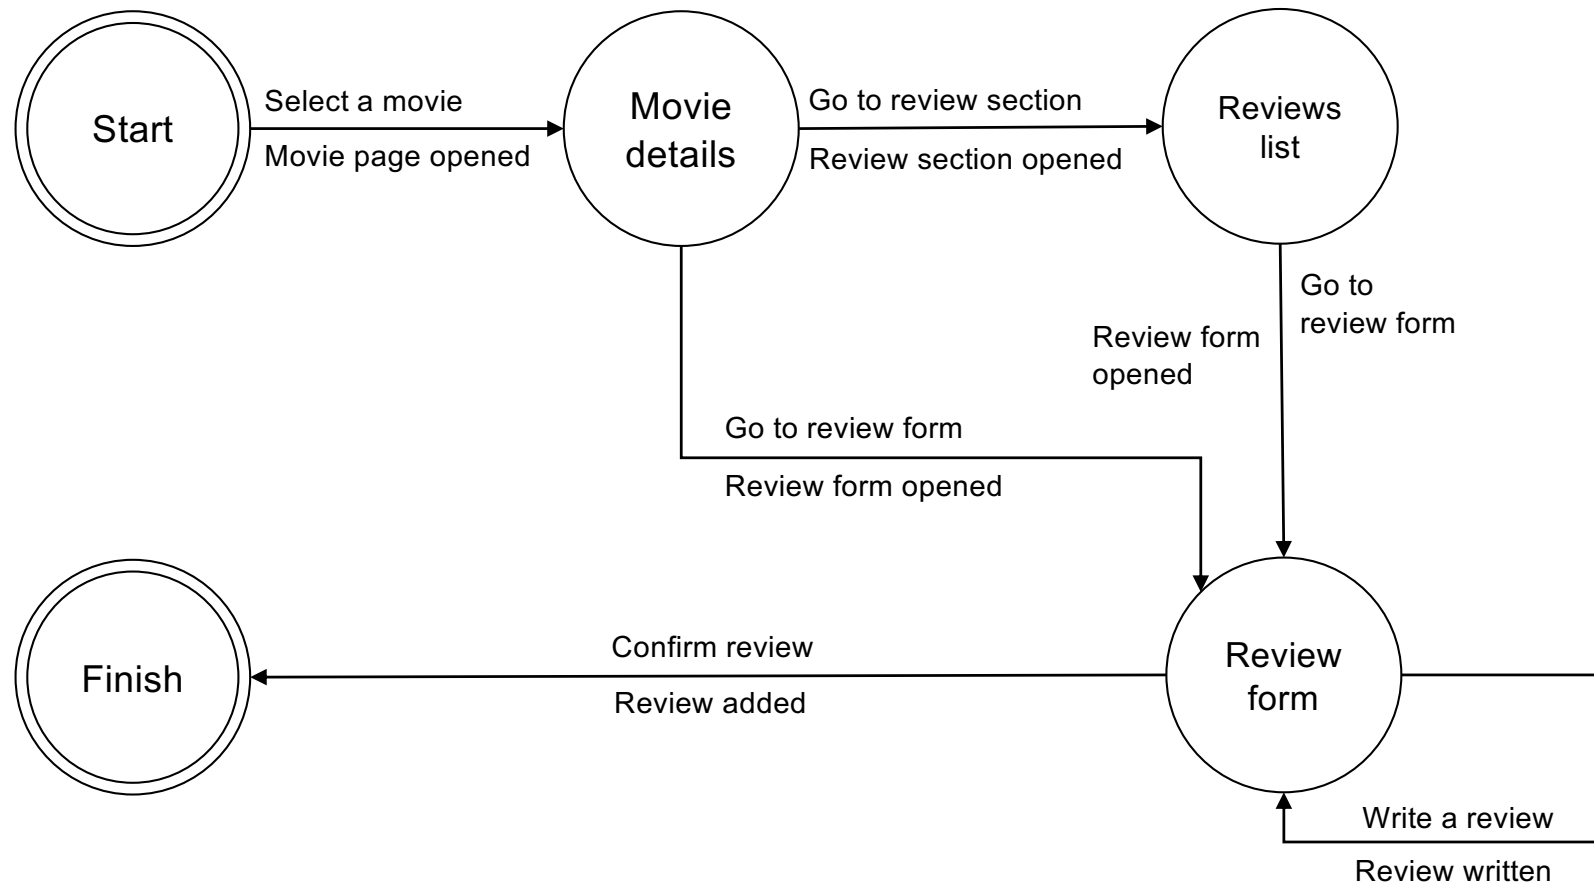 Start
Select a movie
Movie page opened
Movie
details
Go to review section
Review section opened
Reviews
list
Go to
review form
Review form
opened
Go to review form
Review form opened
Finish
Confirm review
Review added
Review
form
Write a review
Review written